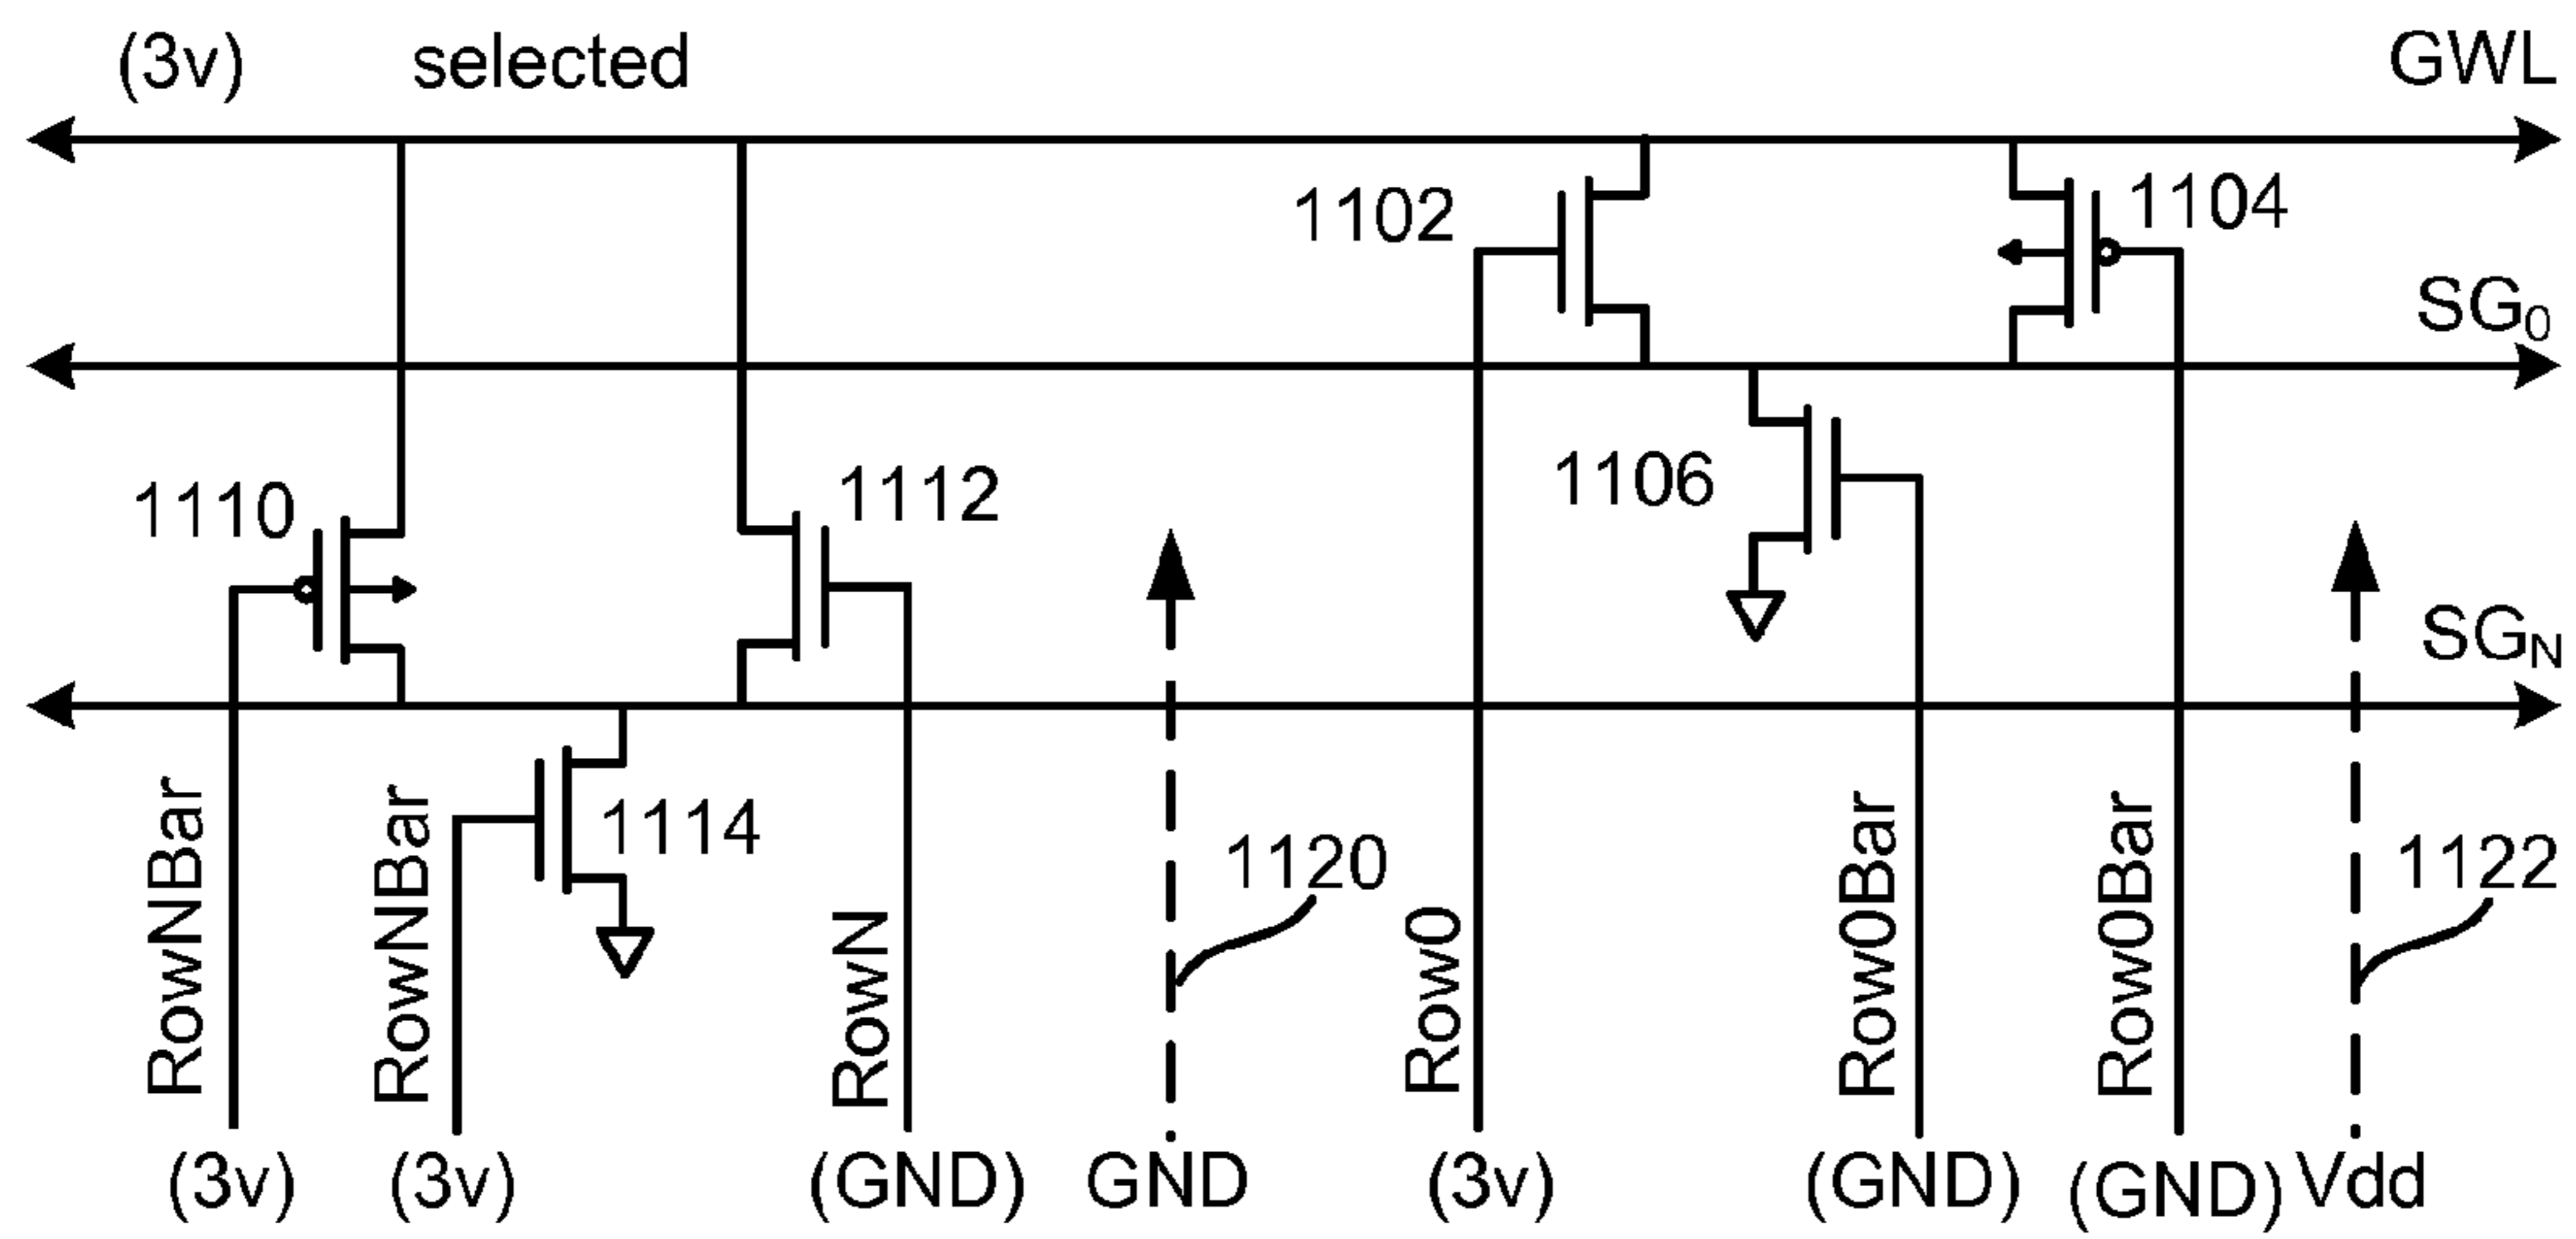 (3v) selected GWL
1102 1104
SG0
1110 1112 1106
SGN
1114 1120 1122
RowNBar RowNBar RowN Row0 Row0Bar Row0Bar
(3v) (3v) (GND) GND (3v) (GND) (GND) Vdd